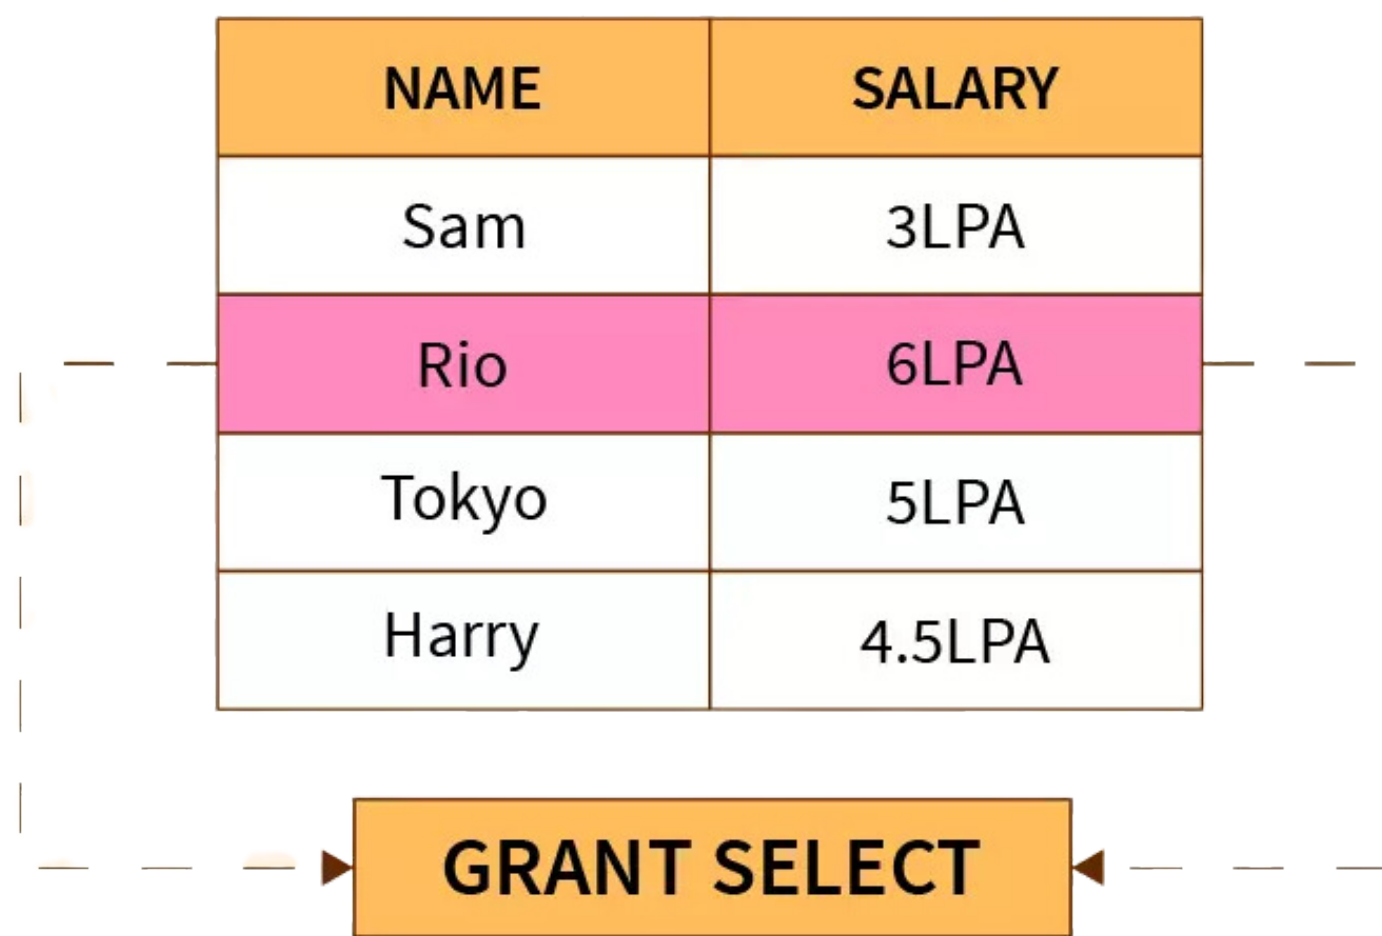 NAME SALARY
Sam 3LPA
Rio 6LPA
Tokyo 5LPA
Harry 4.5LPA
GRANT SELECT